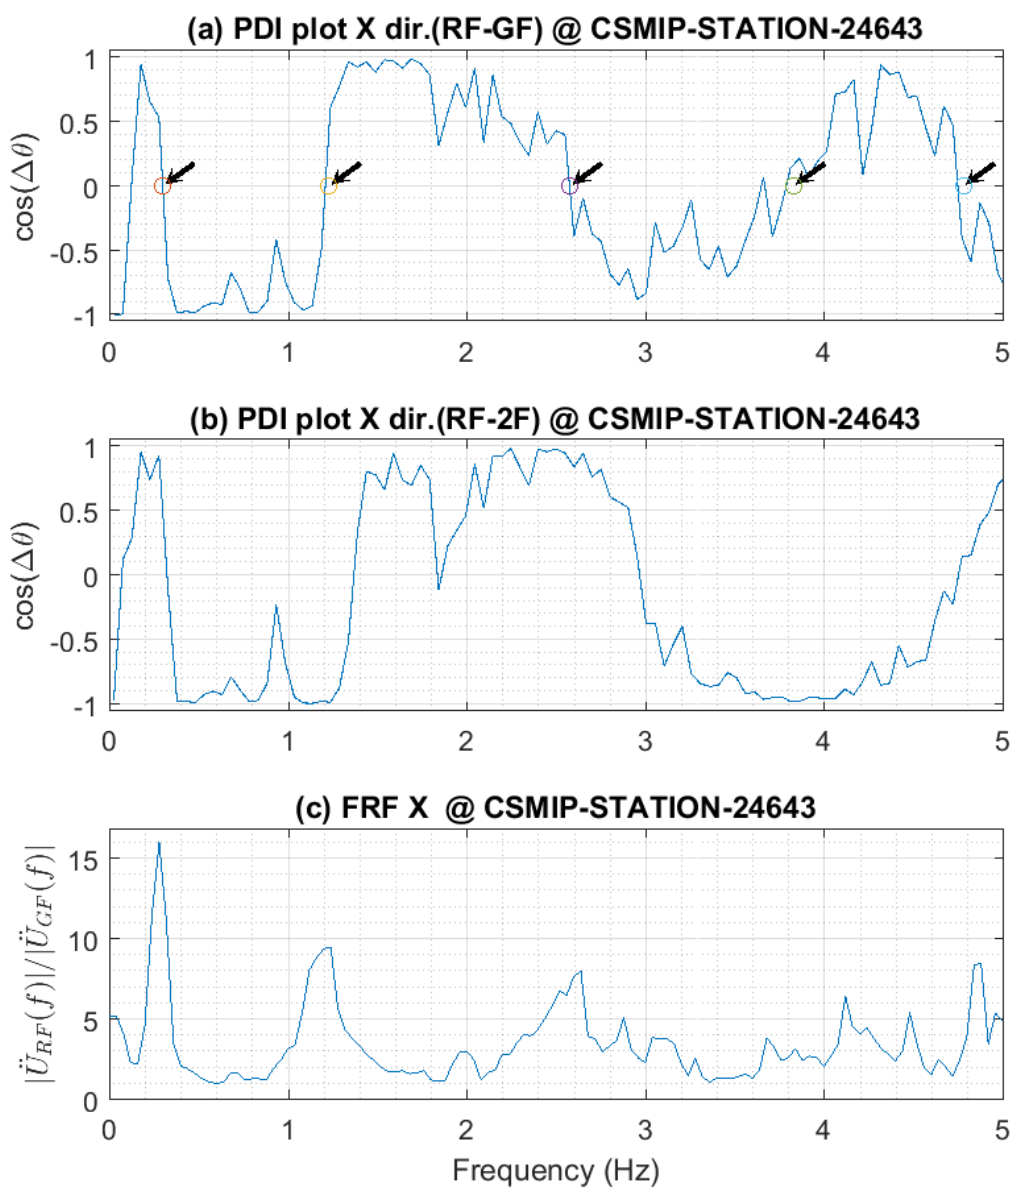 (a) PDI plot X dir.(RF-GF) @ CSMIP-STATION-24643
cos(Δθ)
1
0.5
0
-0.5
-1
0 1 2 3 4 5
(b) PDI plot X dir.(RF-2F) @ CSMIP-STATION-24643
cos(Δθ)
1
0.5
0
-0.5
-1
0 1 2 3 4 5
(c) FRF X @ CSMIP-STATION-24643
|Ü_RF(f)|/|Ü_GF(f)|
15
10
5
0
0 1 2 3 4 5
Frequency (Hz)